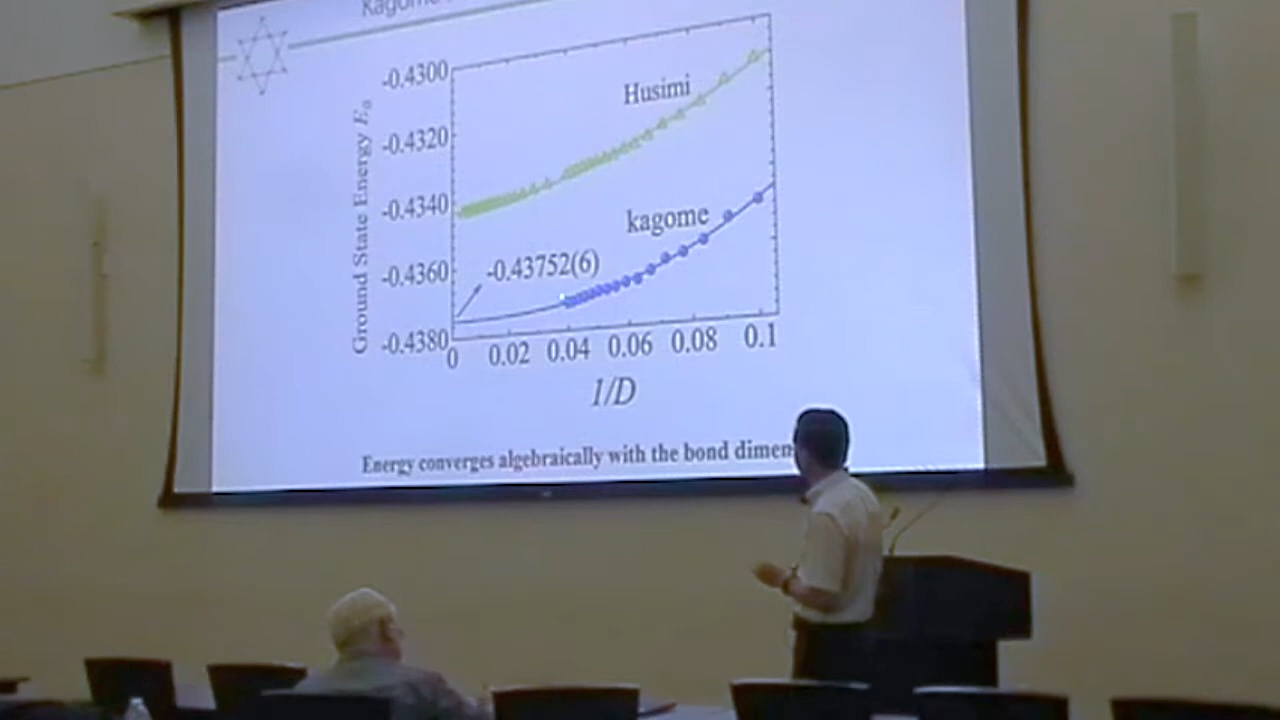 Kagome
-0.4300
-0.4320
-0.4340
-0.4360
-0.4380
Ground State Energy E₀
Husimi
kagome
-0.43752(6)
0 0.02 0.04 0.06 0.08 0.1
1/D
Energy converges algebraically with the bond dimen